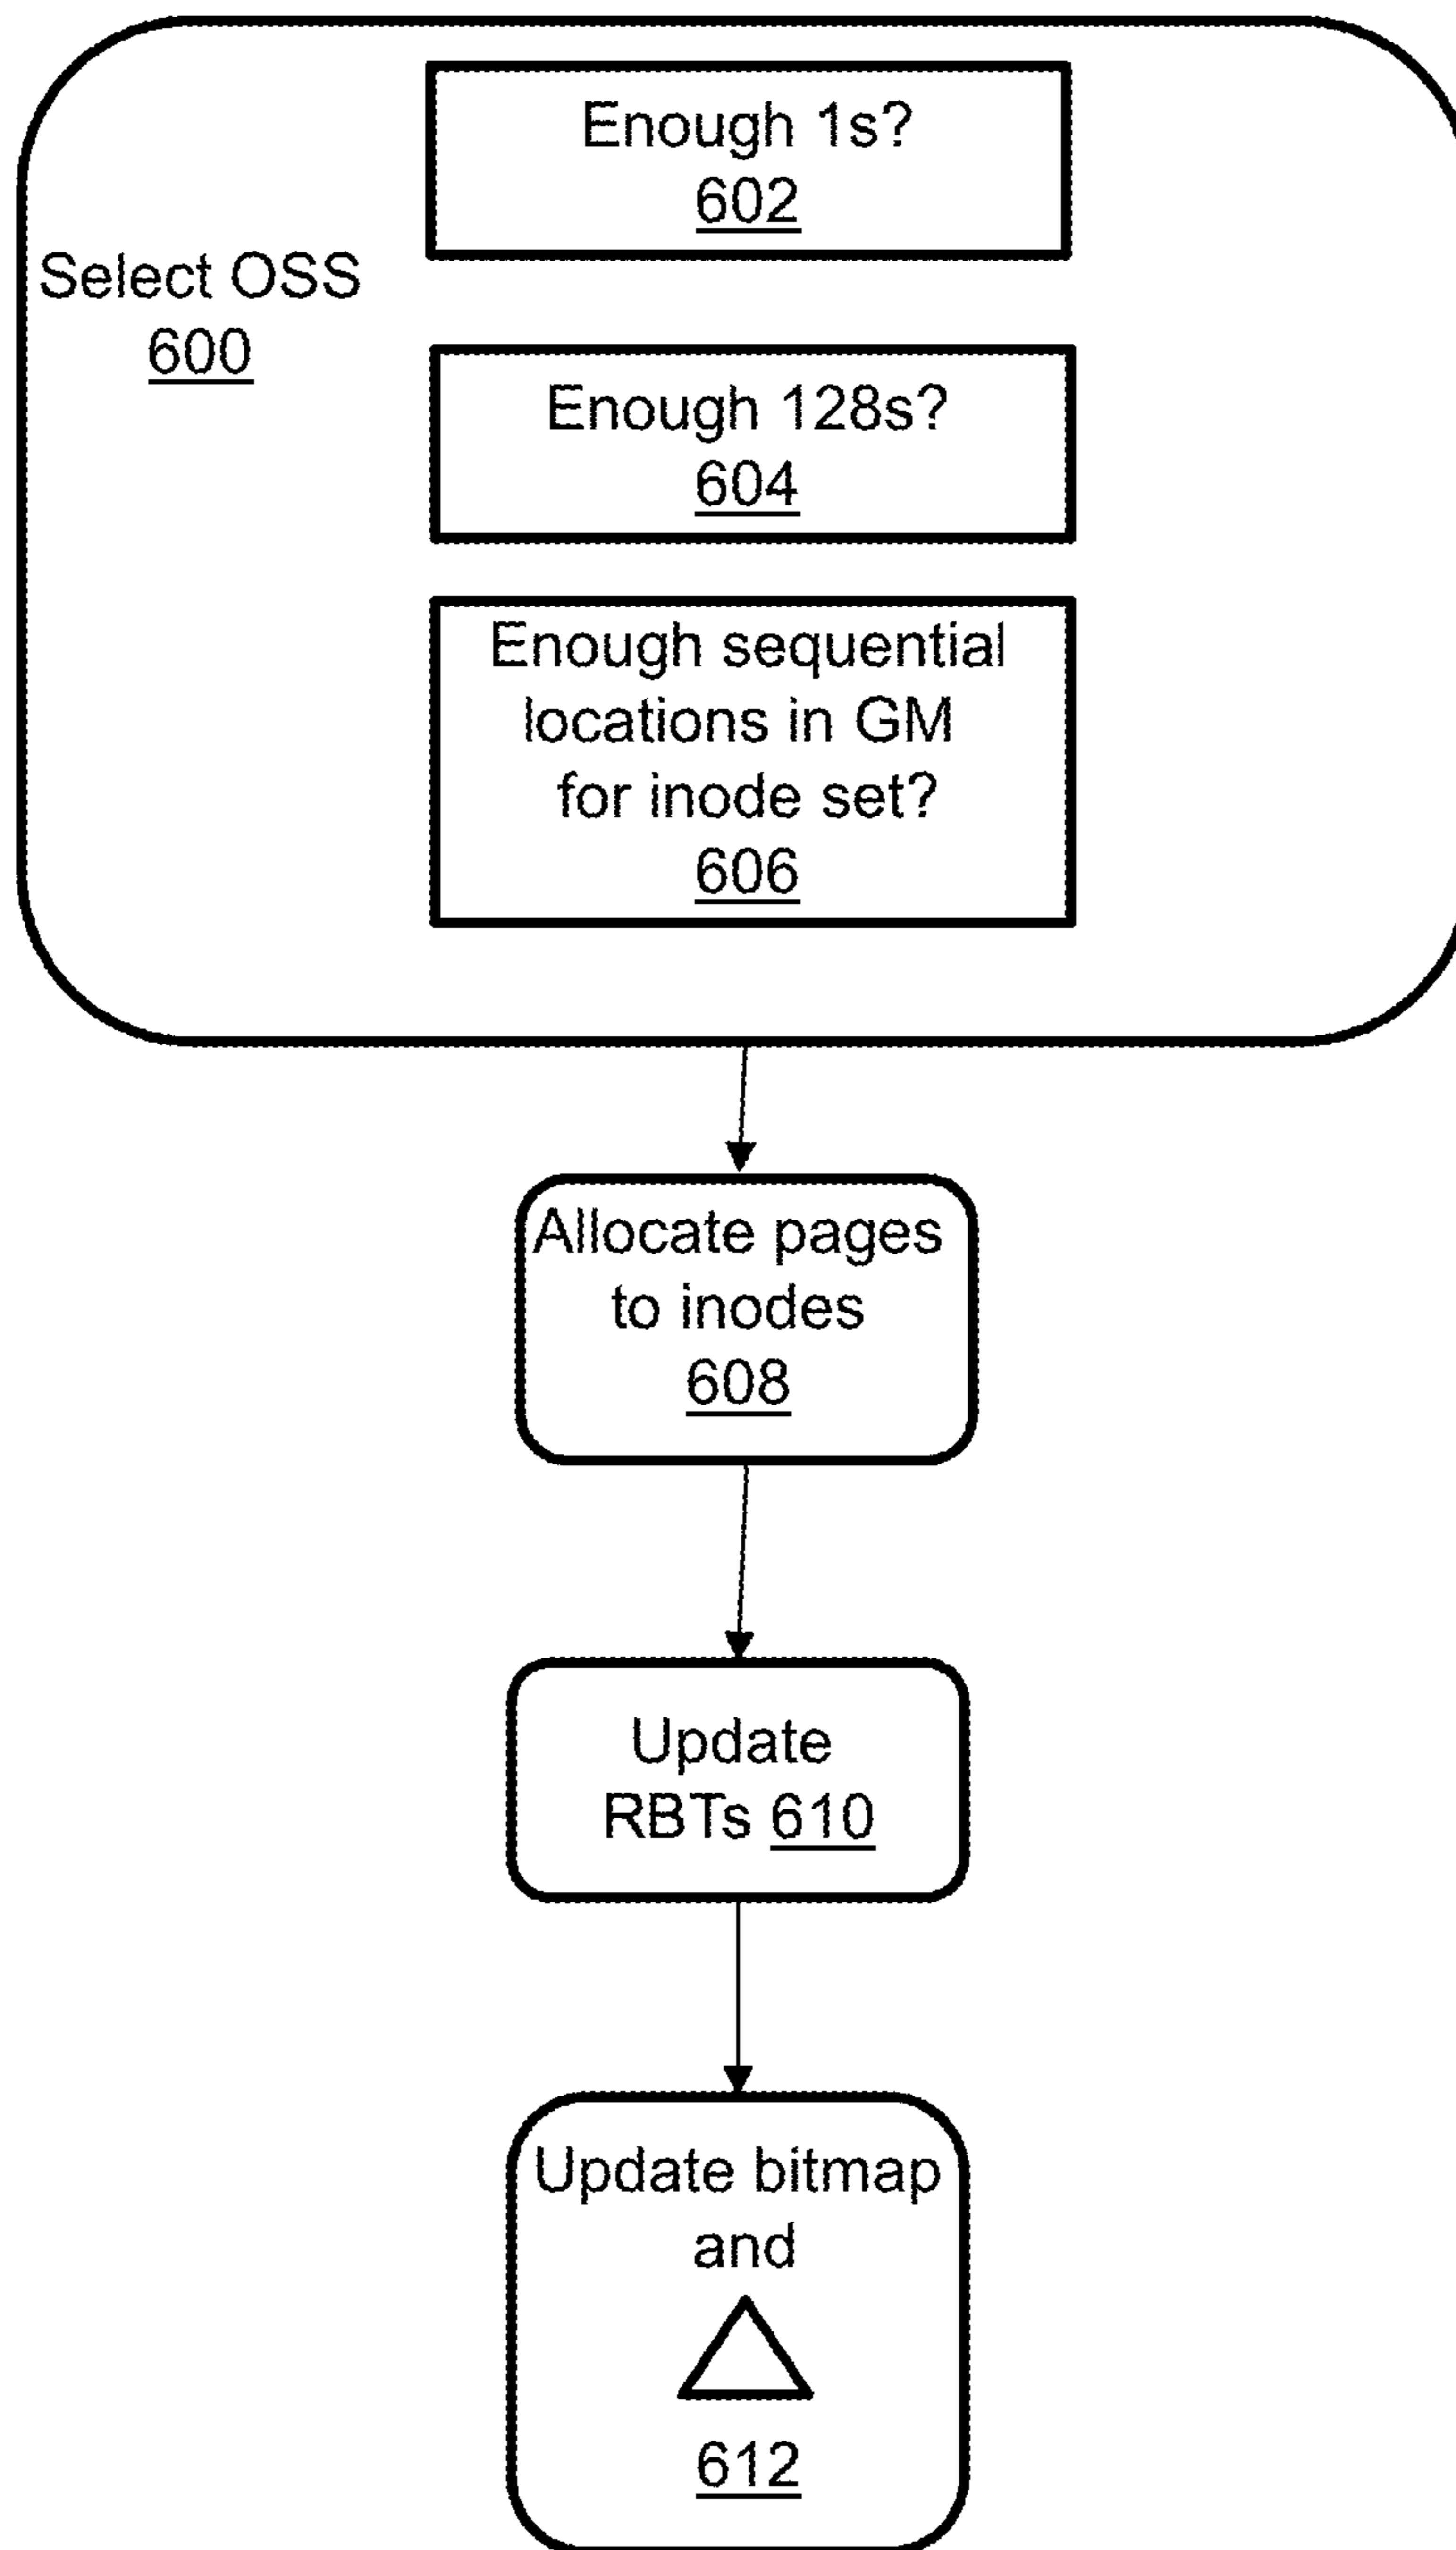 Enough 1s?
602
Select OSS
600
Enough 128s?
604
Enough sequential
locations in GM
for inode set?
606
Allocate pages
to inodes
608
Update
RBTs 610
Update bitmap
and
612